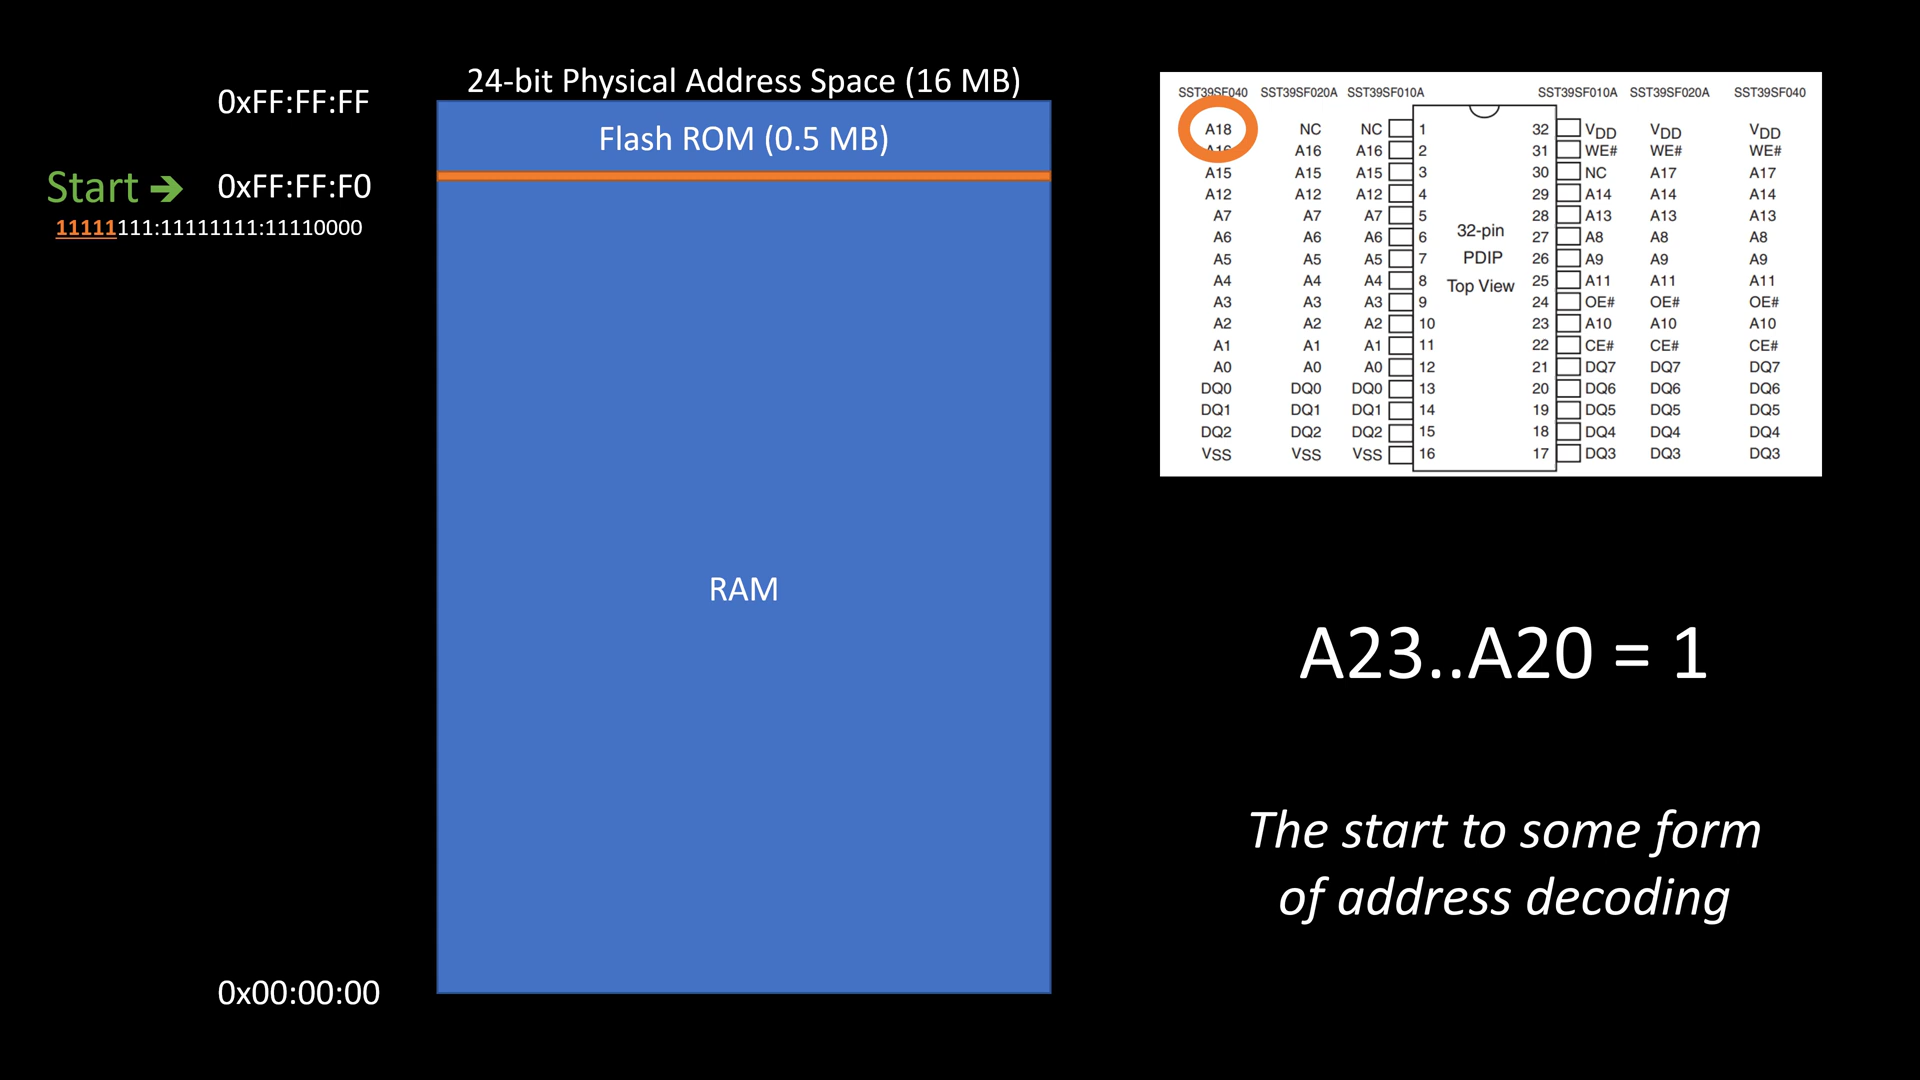 24-bit Physical Address Space (16 MB)
0xFF:FF:FF
Flash ROM (0.5 MB)
Start ➔ 0xFF:FF:F0
11111111:11111111:11110000
RAM
0x00:00:00
SST39SF040 SST39SF020A SST39SF010A SST39SF010A SST39SF020A SST39SF040
A18 NC NC 1 32 VDD VDD VDD
A16 A16 A16 2 31 WE# WE# WE#
A15 A15 A15 3 30 NC A17 A17
A12 A12 A12 4 29 A14 A14 A14
A7 A7 A7 5 28 A13 A13 A13
A6 A6 A6 6 27 A8 A8 A8
A5 A5 A5 7 26 A9 A9 A9
A4 A4 A4 8 25 A11 A11 A11
A3 A3 A3 9 24 OE# OE# OE#
A2 A2 A2 10 23 A10 A10 A10
A1 A1 A1 11 22 CE# CE# CE#
A0 A0 A0 12 21 DQ7 DQ7 DQ7
DQ0 DQ0 DQ0 13 20 DQ6 DQ6 DQ6
DQ1 DQ1 DQ1 14 19 DQ5 DQ5 DQ5
DQ2 DQ2 DQ2 15 18 DQ4 DQ4 DQ4
VSS VSS VSS 16 17 DQ3 DQ3 DQ3
32-pin
PDIP
Top View
A23..A20 = 1
The start to some form
of address decoding